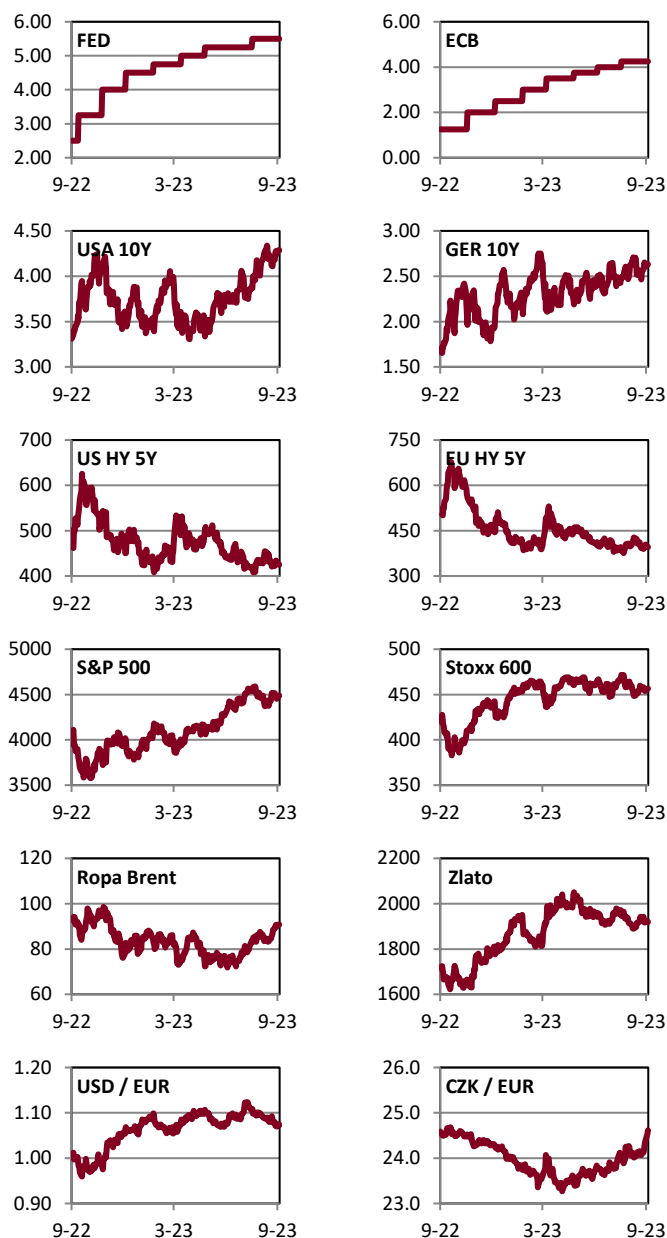 FED
6.00
5.00
4.00
3.00
2.00
9-22 3-23 9-23
ECB
6.00
4.00
2.00
0.00
9-22 3-23 9-23
USA 10Y
4.50
4.00
3.50
3.00
9-22 3-23 9-23
GER 10Y
3.00
2.50
2.00
1.50
9-22 3-23 9-23
US HY 5Y
700
600
500
400
9-22 3-23 9-23
EU HY 5Y
750
600
450
300
9-22 3-23 9-23
S&P 500
5000
4500
4000
3500
9-22 3-23 9-23
Stoxx 600
500
450
400
350
9-22 3-23 9-23
Ropa Brent
120
100
80
60
9-22 3-23 9-23
Zlato
2200
2000
1800
1600
9-22 3-23 9-23
USD / EUR
1.20
1.10
1.00
0.90
9-22 3-23 9-23
CZK / EUR
26.0
25.0
24.0
23.0
9-22 3-23 9-23